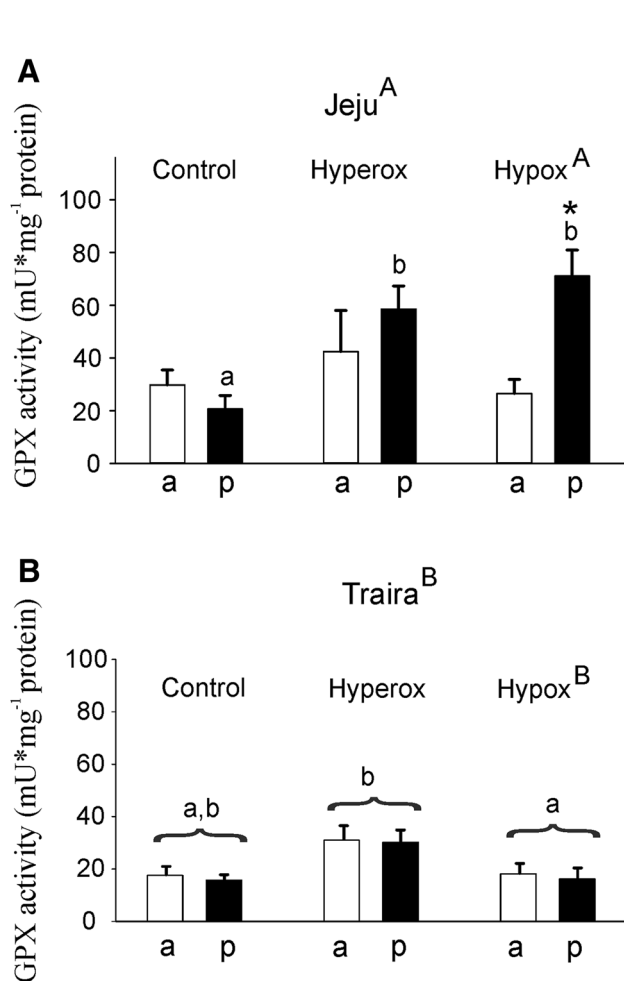 A
Jeju^A
Control Hyperox Hypox^A
GPX activity (mU*mg^-1 protein)
100
80
60
40
20
0
a
b
*
b
a p a p a p
B
Traira^B
Control Hyperox Hypox^B
GPX activity (mU*mg^-1 protein)
100
80
60
40
20
0
a,b
b
a
a p a p a p